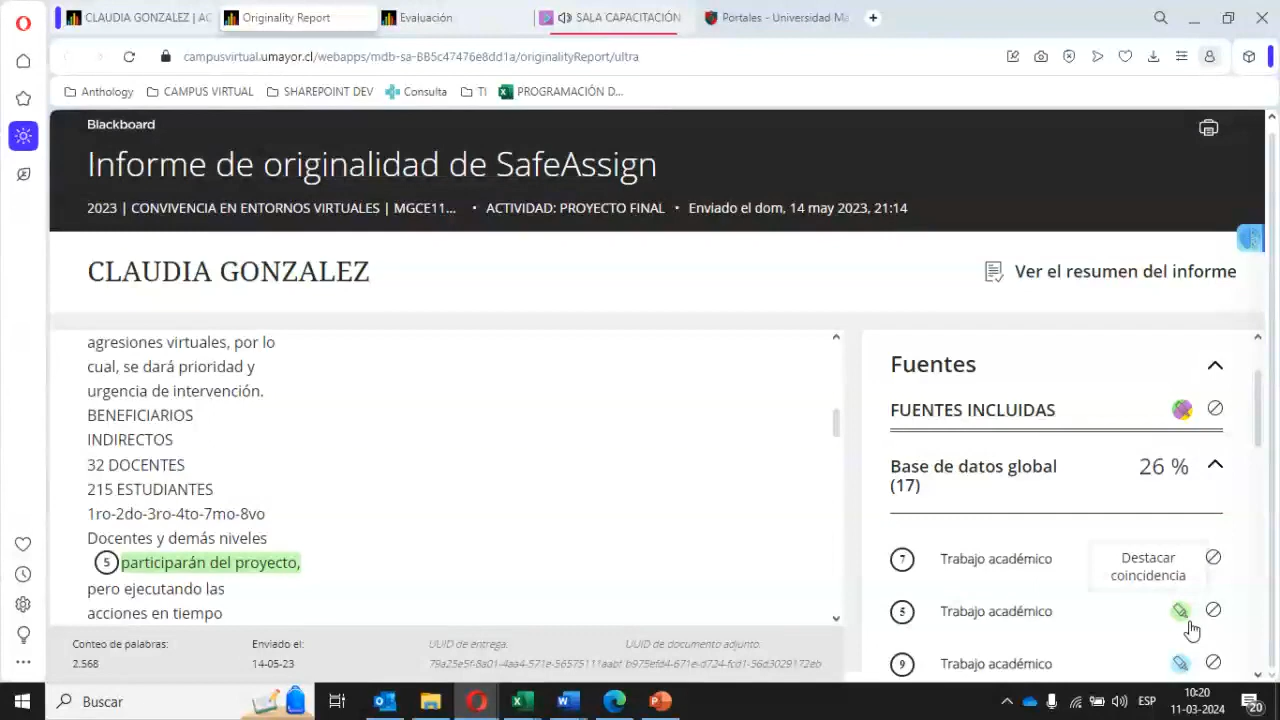 CLAUDIA GONZALEZ | AC
Originality Report
Evaluación
SALA CAPACITACIÓN
Portales - Universidad Ma
campusvirtual.umayor.cl/webapps/mdb-sa-BB5c47476e8dd1a/originalityReport/ultra
Anthology
CAMPUS VIRTUAL
SHAREPOINT DEV
Consulta
TI
PROGRAMACIÓN D...
Blackboard
Informe de originalidad de SafeAssign
2023 | CONVIVENCIA EN ENTORNOS VIRTUALES | MGCE11... • ACTIVIDAD: PROYECTO FINAL • Enviado el dom, 14 may 2023, 21:14
CLAUDIA GONZALEZ
Ver el resumen del informe
agresiones virtuales, por lo
cual, se dará prioridad y
urgencia de intervención.
BENEFICIARIOS
INDIRECTOS
32 DOCENTES
215 ESTUDIANTES
1ro-2do-3ro-4to-7mo-8vo
Docentes y demás niveles
5 participarán del proyecto,
pero ejecutando las
acciones en tiempo
Fuentes
FUENTES INCLUIDAS
Base de datos global 26 %
(17)
7 Trabajo académico
Destacar
coincidencia
5 Trabajo académico
9 Trabajo académico
Conteo de palabras:
2.568
Enviado el:
14-05-23
UUID de entrega:
UUID de documento adjunto.
Buscar
ESP
10:20
11-03-2024
20